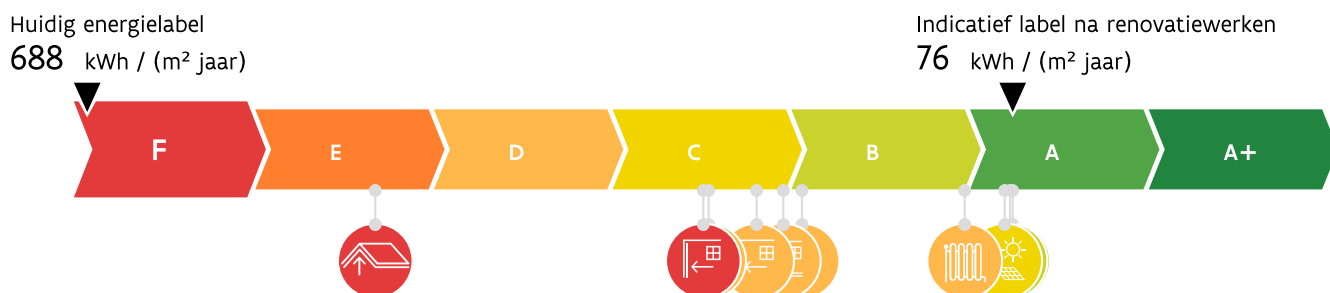 Huidig energielabel
688 kWh / (m² jaar)
Indicatief label na renovatiewerken
76 kWh / (m² jaar)
F
E
D
C
B
A
A+